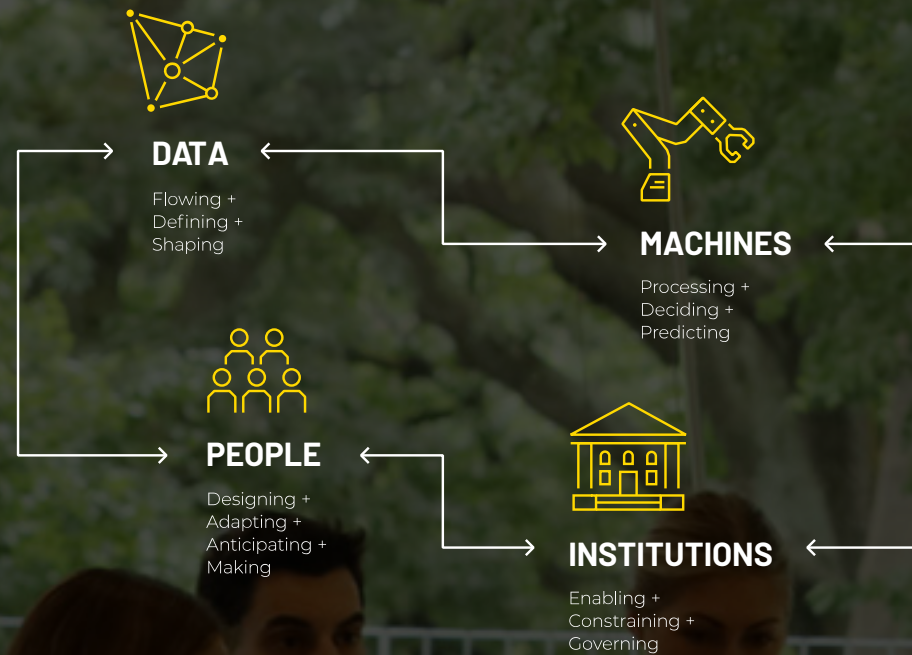 DATA
Flowing +
Defining +
Shaping
MACHINES
Processing +
Deciding +
Predicting
PEOPLE
Designing +
Adapting +
Anticipating +
Making
INSTITUTIONS
Enabling +
Constraining +
Governing